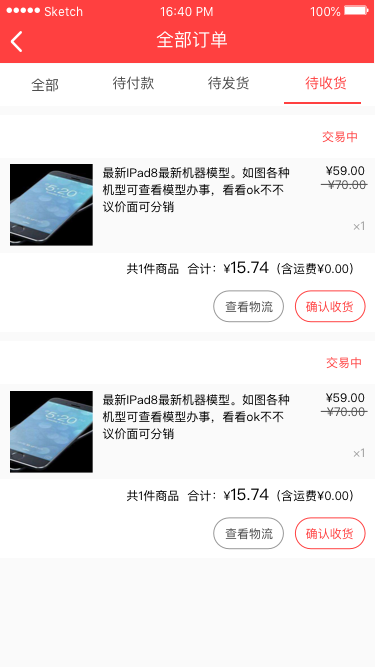 Sketch 16:40 PM 100%
全部订单
全部 待付款 待发货 待收货
交易中
最新IPad8最新机器模型。如图各种 ¥59.00
机型可查看模型办事，看看ok不不 ¥70.00
议价面可分销
×1
5:20
共1件商品 合计：¥15.74（含运费¥0.00）
查看物流 确认收货
交易中
最新IPad8最新机器模型。如图各种 ¥59.00
机型可查看模型办事，看看ok不不 ¥70.00
议价面可分销
×1
5:20
共1件商品 合计：¥15.74（含运费¥0.00）
查看物流 确认收货